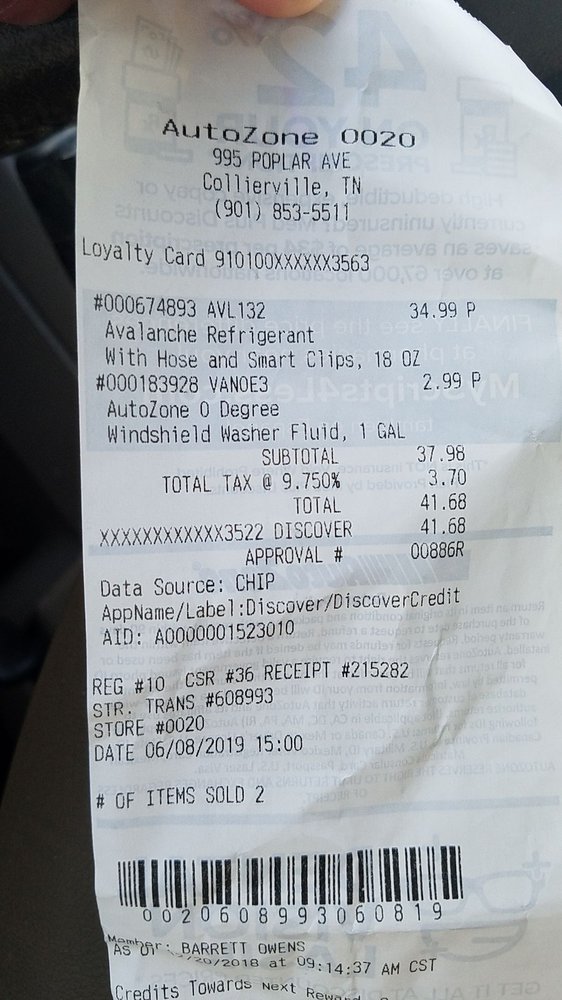 AutoZone 0020
995 POPLAR AVE
Collierville, TN
(901) 853-5511
Loyalty Card 910100XXXXXX3563
#000674893 AVL132 34.99 P
Avalanche Refrigerant
With Hose and Smart Clips, 18 OZ
#000183928 VANOE3 2.99 P
AutoZone 0 Degree
Windshield Washer Fluid, 1 GAL
SUBTOTAL 37.98
TOTAL TAX @ 9.750% 3.70
TOTAL 41.68
XXXXXXXXXXXX3522 DISCOVER 41.68
APPROVAL # 00886R
Data Source: CHIP
AppName/Label:Discover/DiscoverCredit
AID: A0000001523010
REG #10 CSR #36 RECEIPT #215282
STR. TRANS #608993
STORE #0020
DATE 06/08/2019 15:00
# OF ITEMS SOLD 2
0020608993060819
Member: BARRETT OWENS
AS OF /20/2018 at 09:14:37 AM CST
Credits Towards Next